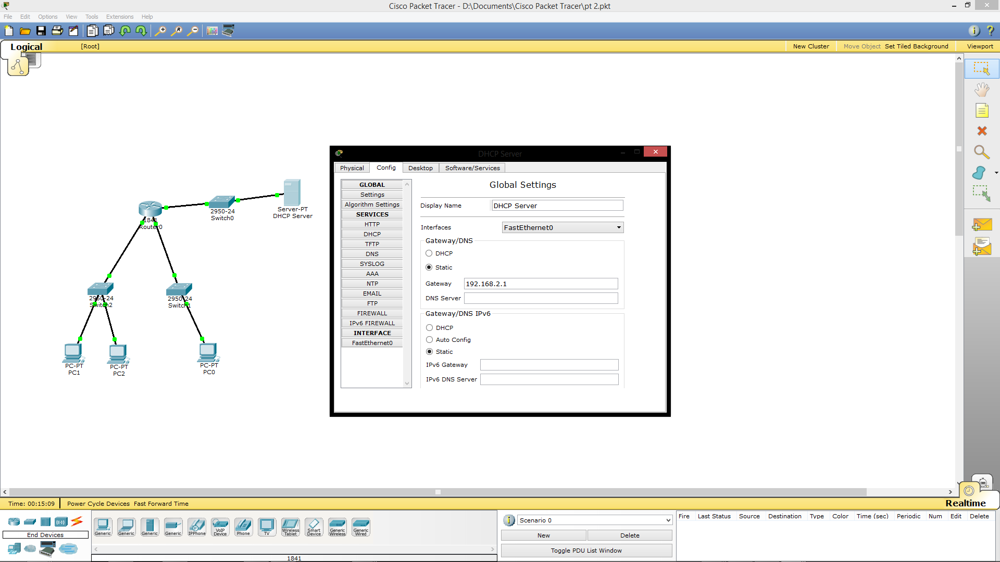 Cisco Packet Tracer - D:\Documents\Cisco Packet Tracer\pt 2.pkt
File Edit Options View Tools Extensions Help
Logical [Root] New Cluster Move Object Set Tiled Background Viewport
Server-PT
DHCP Server
2950-24
Switch0
1841
Router0
2950-24
Switch2
2950-24
Switch1
PC-PT
PC1
PC-PT
PC2
PC-PT
PC0
DHCP Server
Physical Config Desktop Software/Services
GLOBAL
Settings
Algorithm Settings
SERVICES
HTTP
DHCP
TFTP
DNS
SYSLOG
AAA
NTP
EMAIL
FTP
FIREWALL
IPv6 FIREWALL
INTERFACE
FastEthernet0
Global Settings
Display Name DHCP Server
Interfaces FastEthernet0
Gateway/DNS
DHCP
Static
Gateway 192.168.2.1
DNS Server
Gateway/DNS IPv6
DHCP
Auto Config
Static
IPv6 Gateway
IPv6 DNS Server
Time: 00:15:09 Power Cycle Devices Fast Forward Time
Realtime
End Devices
Generic
Generic
Generic
Generic
IPPhone
VoIP
Device
Phone
TV
Wireless
Tablet
Smart
Device
Generic
Wireless
Generic
Wired
1841
Scenario 0
New Delete
Toggle PDU List Window
Fire Last Status Source Destination Type Color Time (sec) Periodic Num Edit Delete